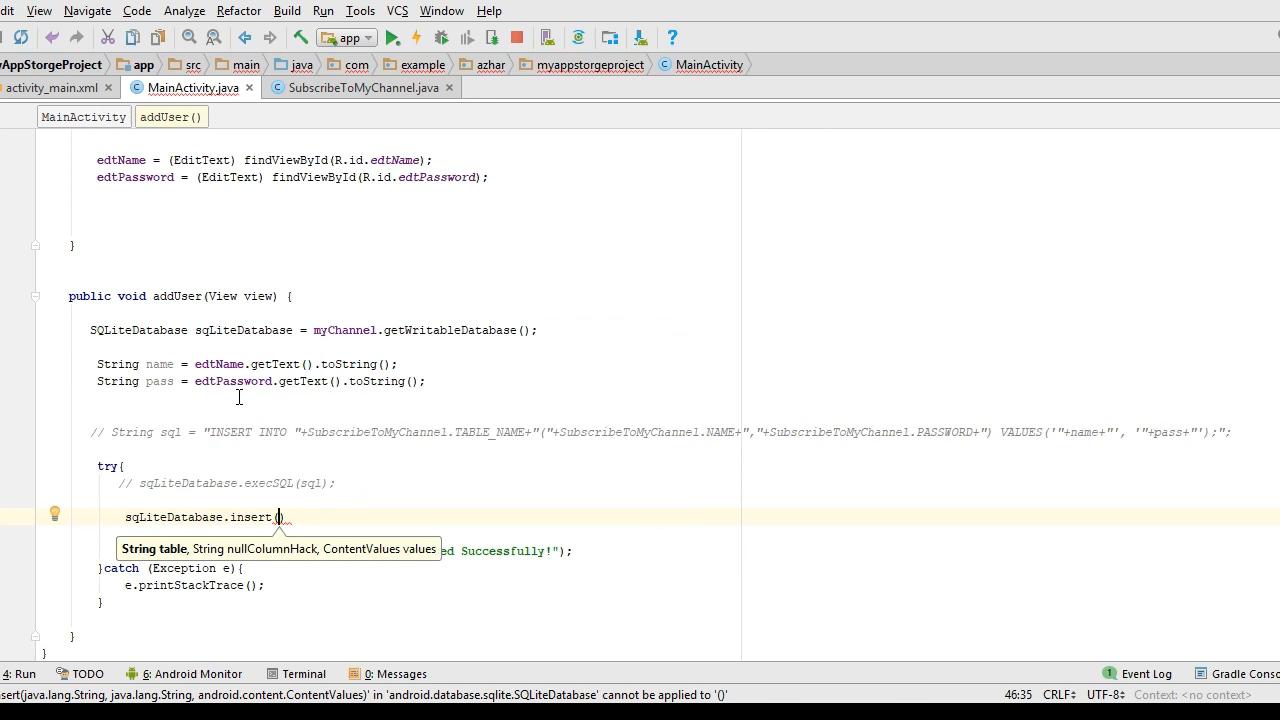 dit View Navigate Code Analyze Refactor Build Run Tools VCS Window Help
app
yAppStorgeProject app src main java com example azhar myappstorgeproject MainActivity
activity_main.xml MainActivity.java SubscribeToMyChannel.java
MainActivity addUser()
edtName = (EditText) findViewById(R.id.edtName);
edtPassword = (EditText) findViewById(R.id.edtPassword);
}
public void addUser(View view) {
SQLiteDatabase sqLiteDatabase = myChannel.getWritableDatabase();
String name = edtName.getText().toString();
String pass = edtPassword.getText().toString();
// String sql = "INSERT INTO "+SubscribeToMyChannel.TABLE_NAME+"("+SubscribeToMyChannel.NAME+","+SubscribeToMyChannel.PASSWORD+") VALUES('"+name+"', '"+pass+"');";
try{
// sqLiteDatabase.execSQL(sql);
sqLiteDatabase.insert()
String table, String nullColumnHack, ContentValues values
ed Successfully!");
}catch (Exception e){
e.printStackTrace();
}
}
}
4: Run TODO 6: Android Monitor Terminal 0: Messages 1 Event Log Gradle Conso
nsert(java.lang.String, java.lang.String, android.content.ContentValues)' in 'android.database.sqlite.SQLiteDatabase' cannot be applied to '()' 46:35 CRLF UTF-8 Context: <no context>